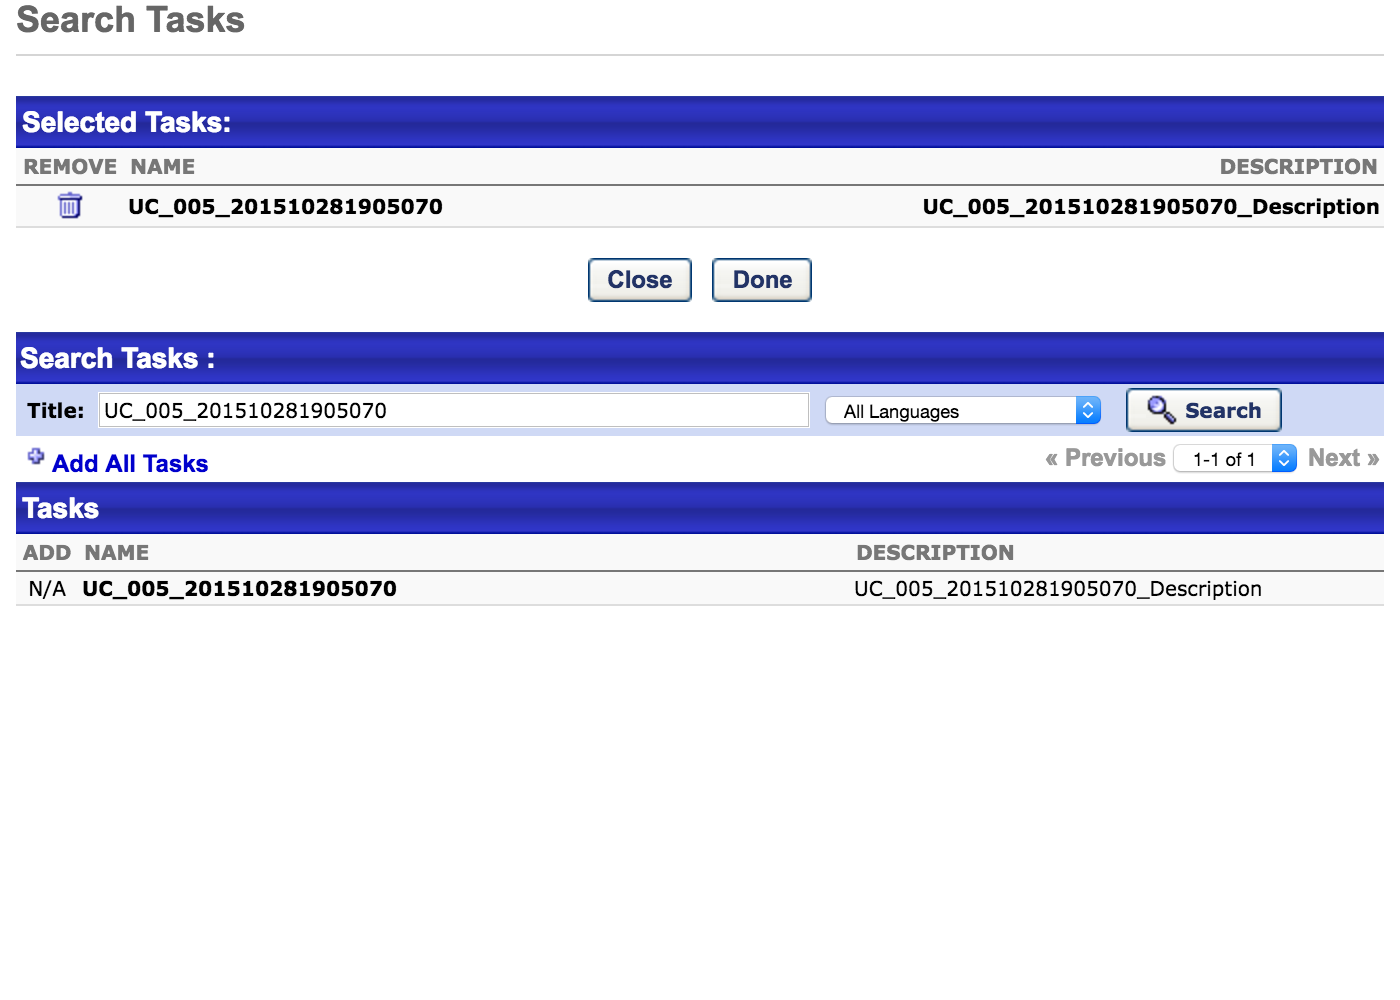 Search Tasks
Selected Tasks:
REMOVE NAME DESCRIPTION
UC_005_201510281905070 UC_005_201510281905070_Description
Close Done
Search Tasks :
Title: UC_005_201510281905070 All Languages Search
Add All Tasks « Previous 1-1 of 1 Next »
Tasks
ADD NAME DESCRIPTION
N/A UC_005_201510281905070 UC_005_201510281905070_Description